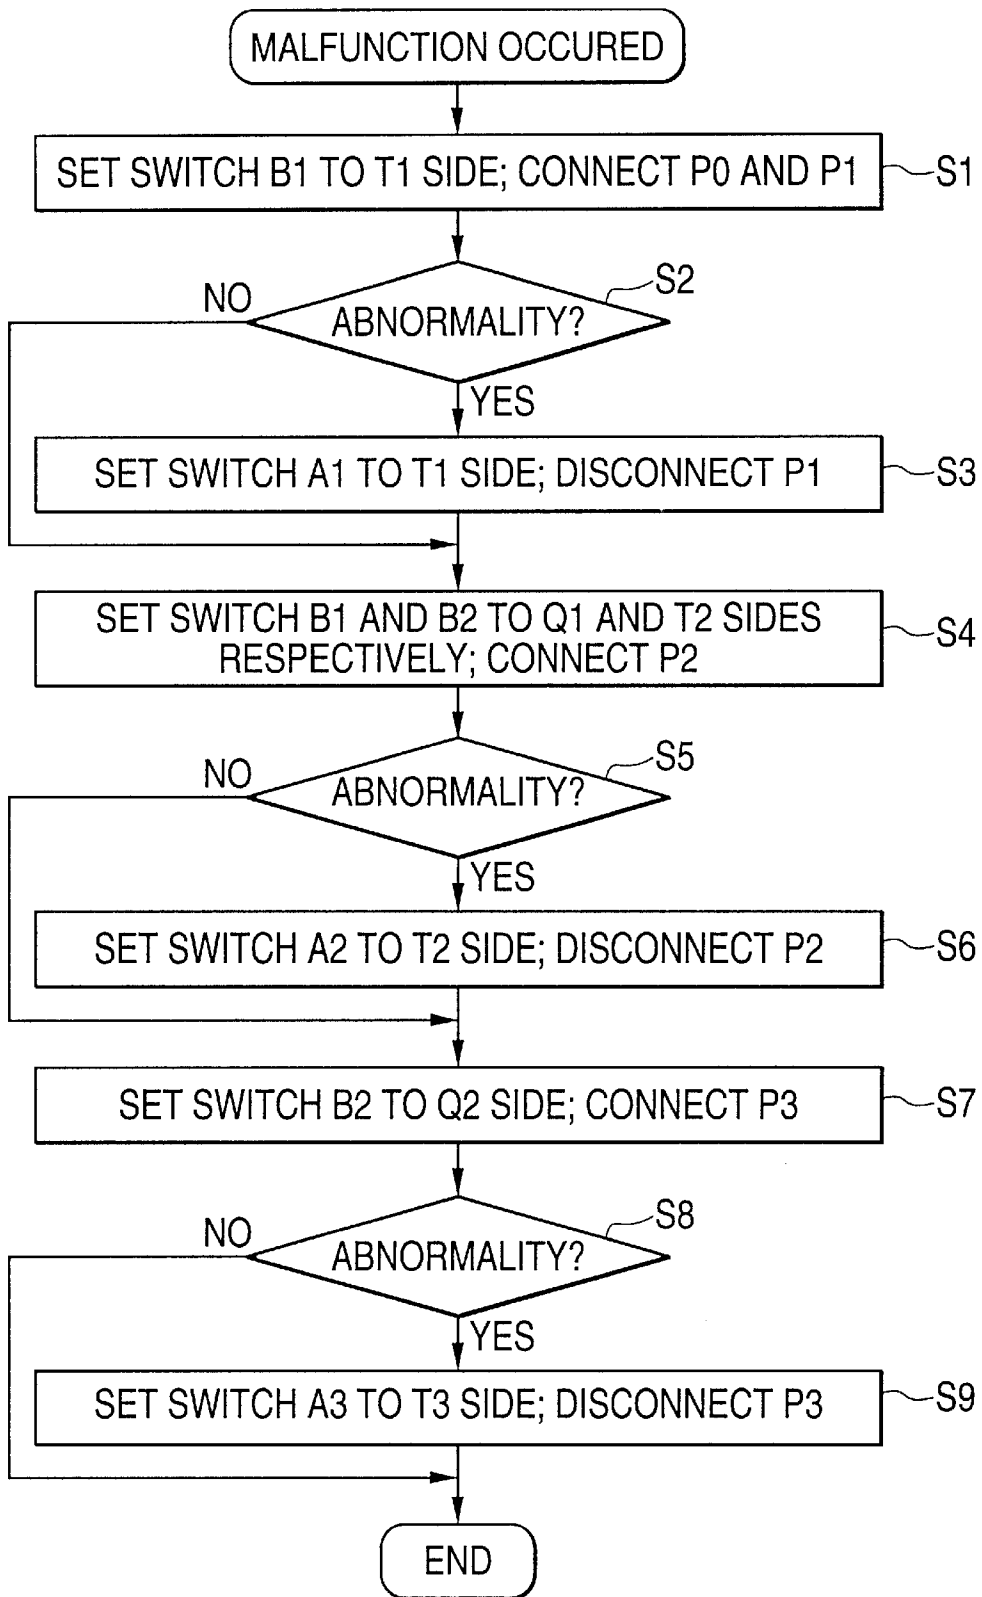 MALFUNCTION OCCURED
SET SWITCH B1 TO T1 SIDE; CONNECT P0 AND P1
S1
S2
NO
ABNORMALITY?
YES
SET SWITCH A1 TO T1 SIDE; DISCONNECT P1
S3
SET SWITCH B1 AND B2 TO Q1 AND T2 SIDES
RESPECTIVELY; CONNECT P2
S4
S5
NO
ABNORMALITY?
YES
SET SWITCH A2 TO T2 SIDE; DISCONNECT P2
S6
SET SWITCH B2 TO Q2 SIDE; CONNECT P3
S7
S8
NO
ABNORMALITY?
YES
SET SWITCH A3 TO T3 SIDE; DISCONNECT P3
S9
END